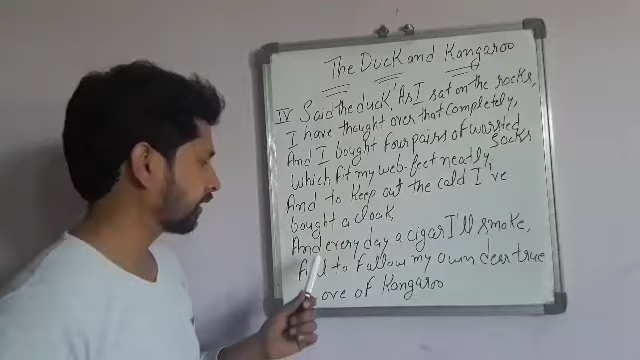 The Duck and Kangaroo
IV Said the duck, 'As I sat on the rocks,
I have thought over that completely,
And I bought four pairs of worsted
Socks
Which fit my web-feet neatly,
And to keep out the cold I've
bought a cloak,
And every day a cigar I'll smoke,
And to follow my own dear true
ove of Kangaroo